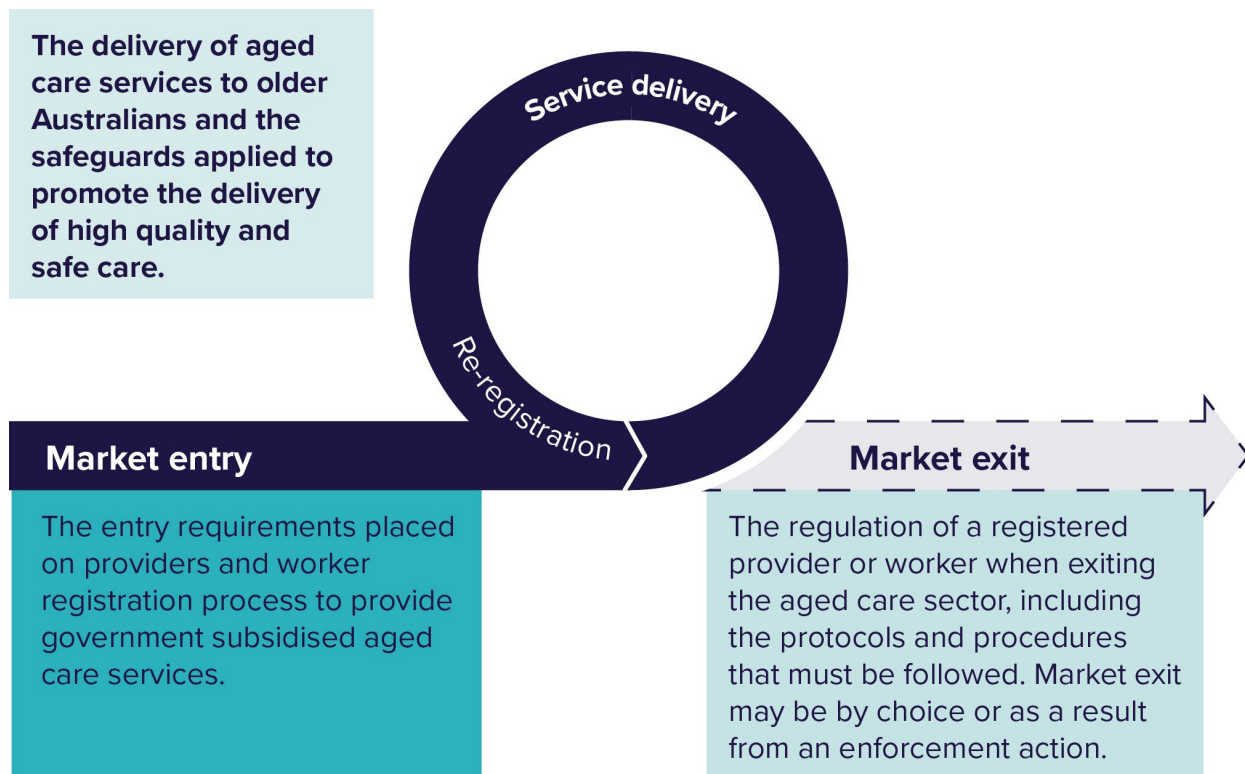 The delivery of aged
care services to older
Australians and the
safeguards applied to
promote the delivery
of high quality and
safe care.
Service delivery
Re-registration
Market entry
The entry requirements placed
on providers and worker
registration process to provide
government subsidised aged
care services.
Market exit
The regulation of a registered
provider or worker when exiting
the aged care sector, including
the protocols and procedures
that must be followed. Market exit
may be by choice or as a result
from an enforcement action.